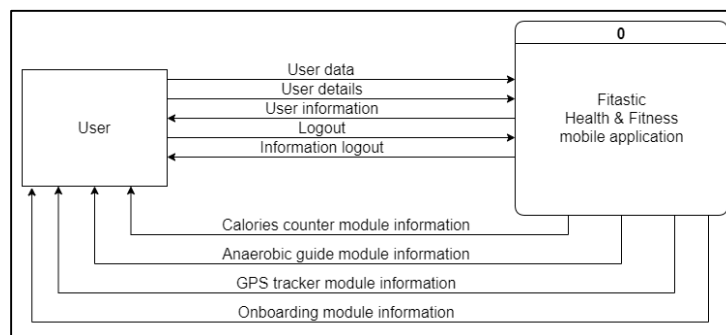 0
User data
User details
User information
Logout
Information logout
User
Fitastic
Health & Fitness
mobile application
Calories counter module information
Anaerobic guide module information
GPS tracker module information
Onboarding module information